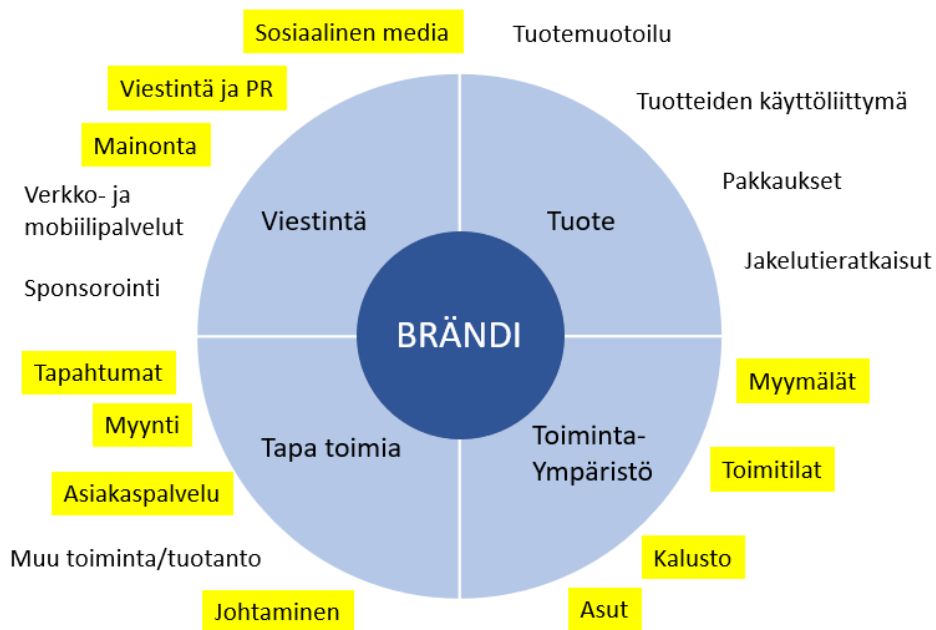 Sosiaalinen media
Tuotemuotoilu
Viestintä ja PR
Tuotteiden käyttöliittymä
Mainonta
Pakkaukset
Verkko- ja
mobiilipalvelut
Viestintä
Tuote
Jakelutieratkaisut
Sponsorointi
BRÄNDI
Tapahtumat
Myymälät
Myynti
Tapa toimia
Toiminta-
Ympäristö
Toimitilat
Asiakaspalvelu
Muu toiminta/tuotanto
Kalusto
Johtaminen
Asut